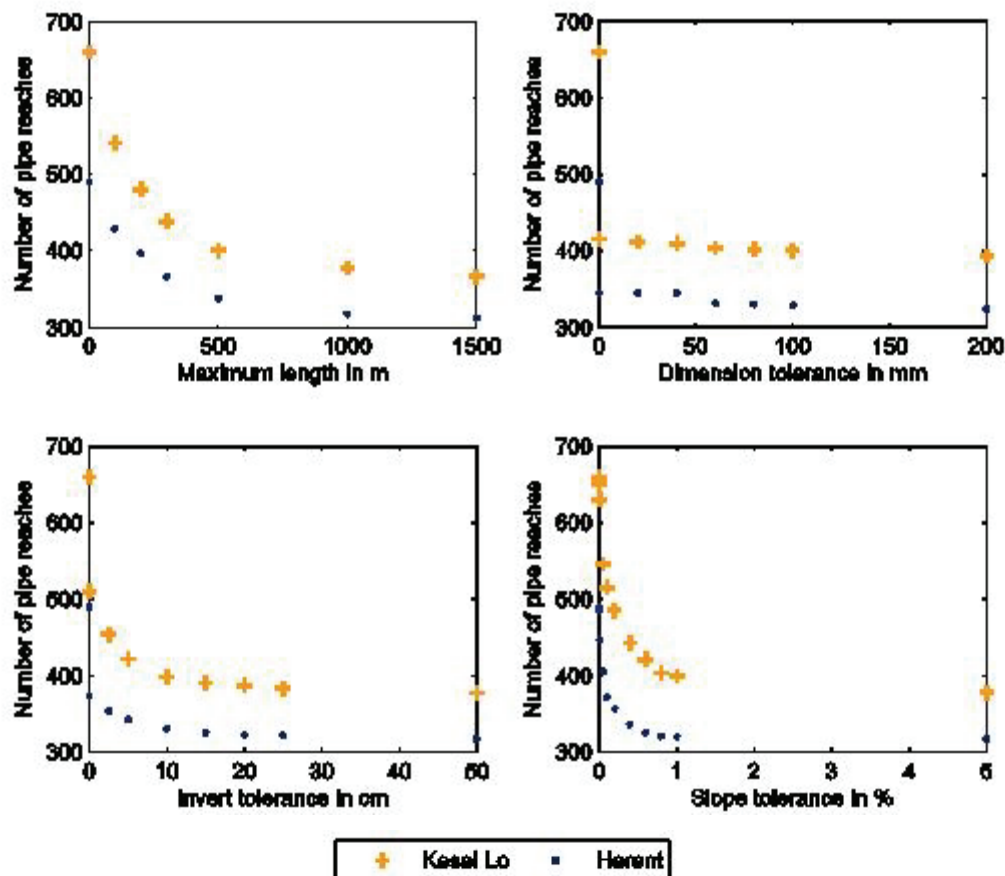 700
600
500
400
300
Number of pipe reaches
0 500 1000 1500
Maximum length in m
700
600
500
400
300
Number of pipe reaches
0 50 100 150 200
Dimension tolerance in mm
700
600
500
400
300
Number of pipe reaches
0 10 20 30 40 50
Invert tolerance in cm
700
600
500
400
300
Number of pipe reaches
0 1 2 3 4 5
Slope tolerance in %
Kesel Lo Herent